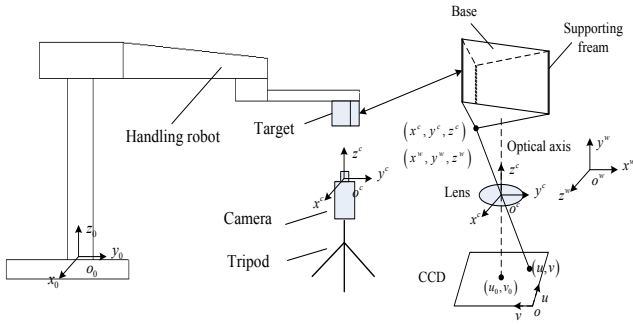 Base
Supporting
fream
Handling robot
Target
(x^c, y^c, z^c)
(x^w, y^w, z^w)
Optical axis
z^c
y^w
x^w
o^w
z^w
z^c
y^c
o^c
x^c
Lens
y^c
o^c
x^c
Camera
z_0
y_0
o_0
x_0
Tripod
CCD
(u,v)
(u_0, v_0)
u
v
o